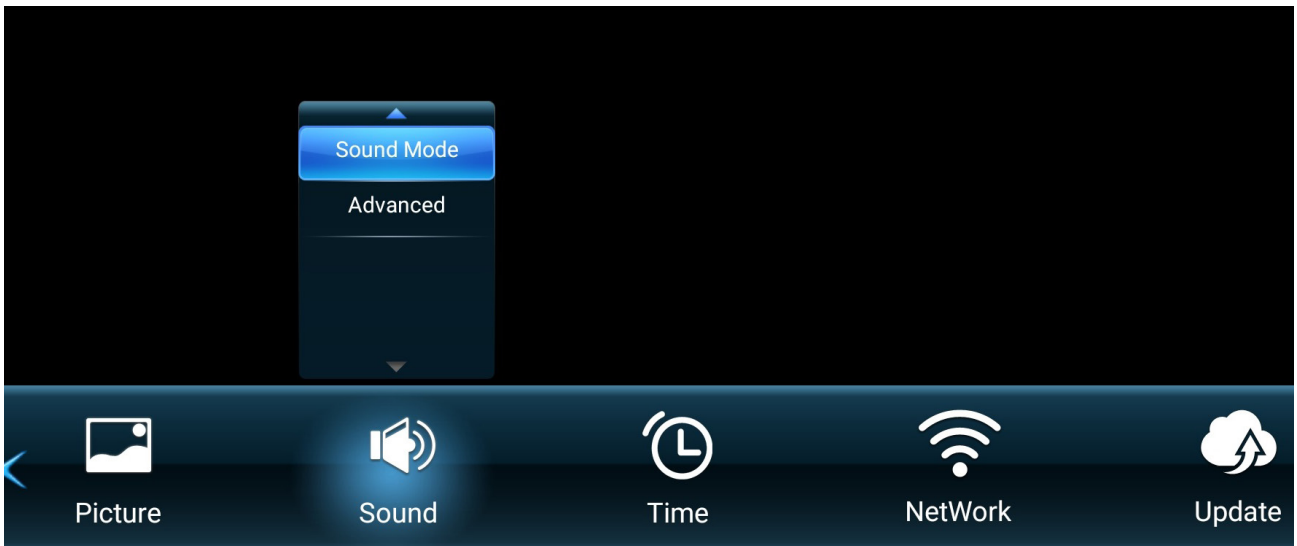 Sound Mode
Advanced
Picture
Sound
Time
NetWork
Update